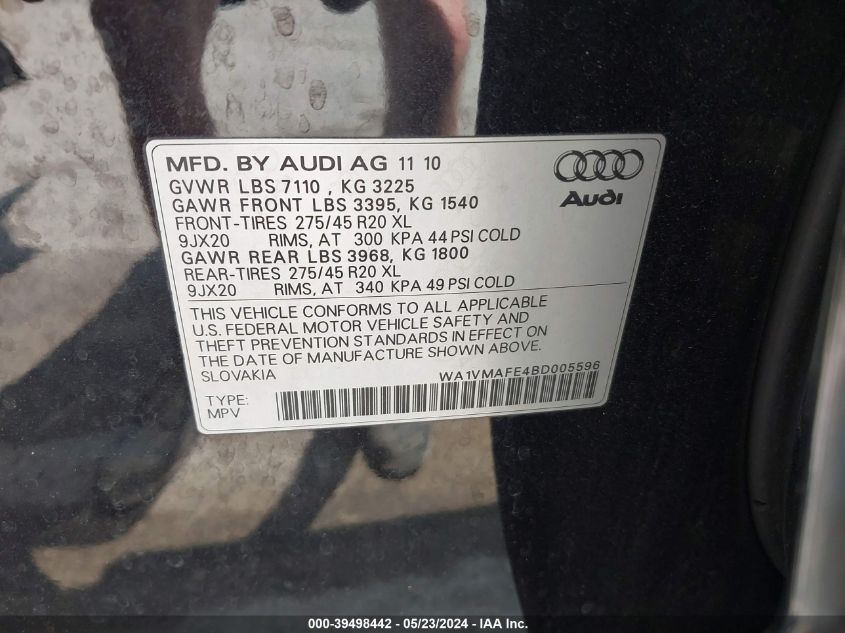 MFD. BY AUDI AG 11 10
GVWR LBS 7110 , KG 3225
GAWR FRONT LBS 3395, KG 1540
FRONT-TIRES 275/45 R20 XL
9JX20 RIMS, AT 300 KPA 44 PSI COLD
GAWR REAR LBS 3968, KG 1800
REAR-TIRES 275/45 R20 XL
9JX20 RIMS, AT 340 KPA 49 PSI COLD
Audi
THIS VEHICLE CONFORMS TO ALL APPLICABLE
U.S. FEDERAL MOTOR VEHICLE SAFETY AND
THEFT PREVENTION STANDARDS IN EFFECT ON
THE DATE OF MANUFACTURE SHOWN ABOVE.
SLOVAKIA WA1VMAFE4BD005596
TYPE:
MPV
000-39498442 - 05/23/2024 - IAA Inc.